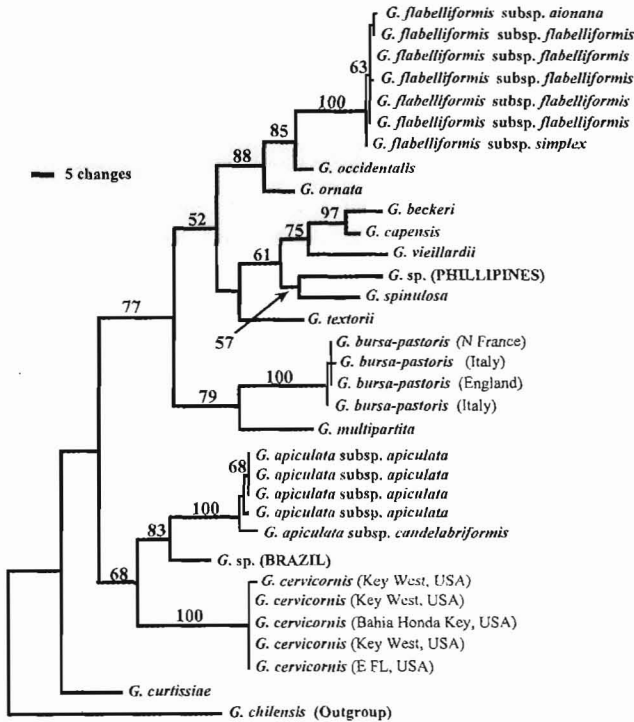 G. flabelliformis subsp. aionana
G. flabelliformis subsp. flabelliformis
G. flabelliformis subsp. flabelliformis
63
G. flabelliformis subsp. flabelliformis
G. flabelliformis subsp. flabelliformis
100
G. flabelliformis subsp. flabelliformis
G. flabelliformis subsp. simplex
85
88
G. occidentalis
5 changes
G. ornata
52
97
G. beckeri
75
G. capensis
61
G. vieillardii
G. sp. (PHILLIPINES)
G. spinulosa
77
G. textorii
57
G. bursa-pastoris (N France)
G. bursa-pastoris (Italy)
100
G. bursa-pastoris (England)
79
G. bursa-pastoris (Italy)
G. multipartita
G. apiculata subsp. apiculata
68
G. apiculata subsp. apiculata
G. apiculata subsp. apiculata
100
G. apiculata subsp. apiculata
83
G. apiculata subsp. candelabriformis
G. sp. (BRAZIL)
68
G. cervicornis (Key West, USA)
G. cervicornis (Key West, USA)
100
G. cervicornis (Bahia Honda Key, USA)
G. cervicornis (Key West, USA)
G. cervicornis (E FL, USA)
G. curtissiae
G. chilensis (Outgroup)